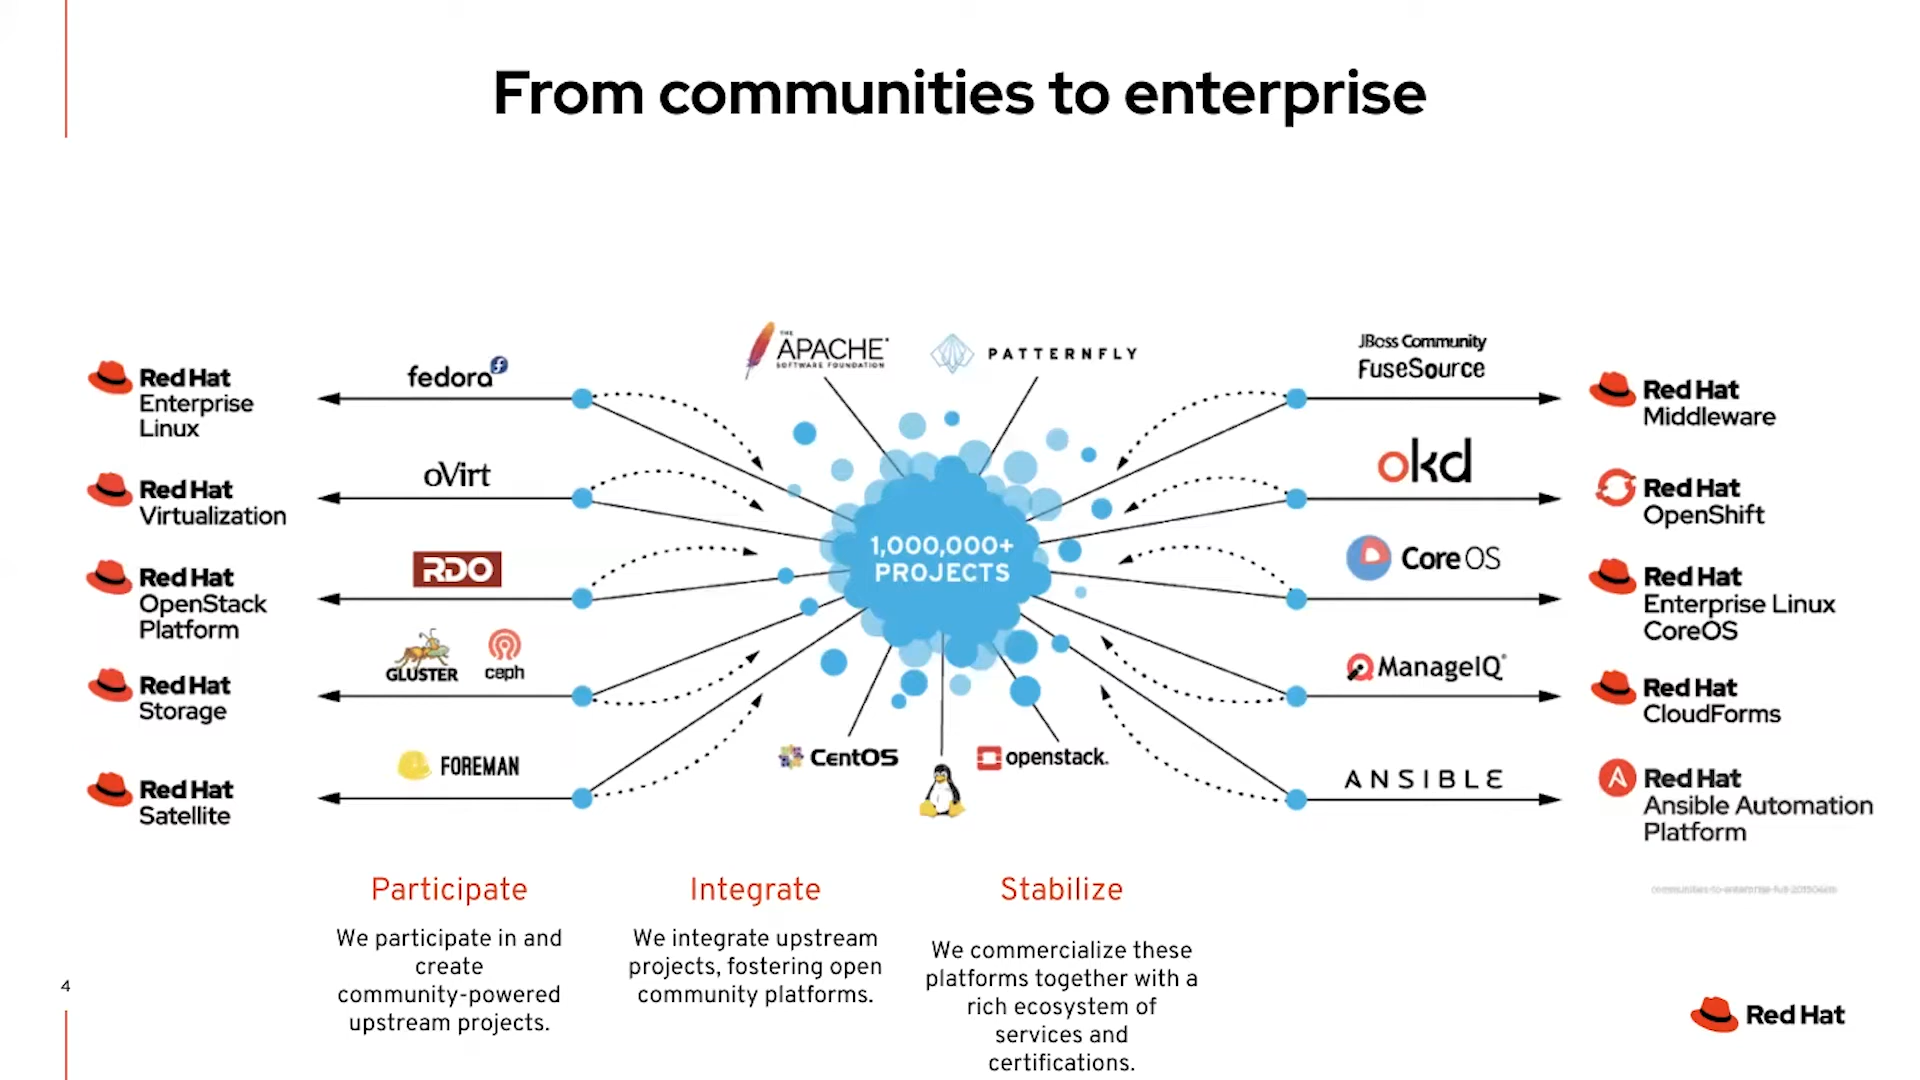 From communities to enterprise
Red Hat
Enterprise
Linux
fedora
Red Hat
Virtualization
oVirt
Red Hat
OpenStack
Platform
RDO
Red Hat
Storage
GLUSTER
ceph
Red Hat
Satellite
FOREMAN
THE
APACHE
SOFTWARE FOUNDATION
PATTERNFLY
1,000,000+
PROJECTS
CentOS
openstack.
JBoss Community
FuseSource
Red Hat
Middleware
okd
Red Hat
OpenShift
CoreOS
Red Hat
Enterprise Linux
CoreOS
ManageIQ
Red Hat
CloudForms
ANSIBLE
Red Hat
Ansible Automation
Platform
Participate
We participate in and
create
community-powered
upstream projects.
Integrate
We integrate upstream
projects, fostering open
community platforms.
Stabilize
We commercialize these
platforms together with a
rich ecosystem of
services and
certifications.
4
Red Hat